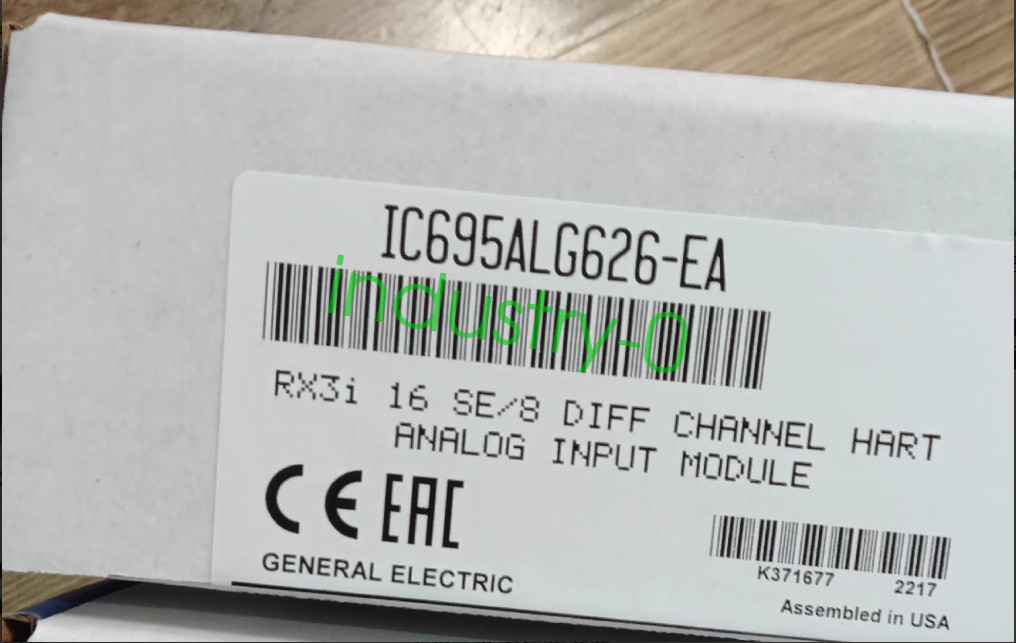 IC695ALG626-EA
industry-0
RX3i 16 SE/8 DIFF CHANNEL HART
ANALOG INPUT MODULE
CE EAC
GENERAL ELECTRIC
K371677 2217
Assembled in USA